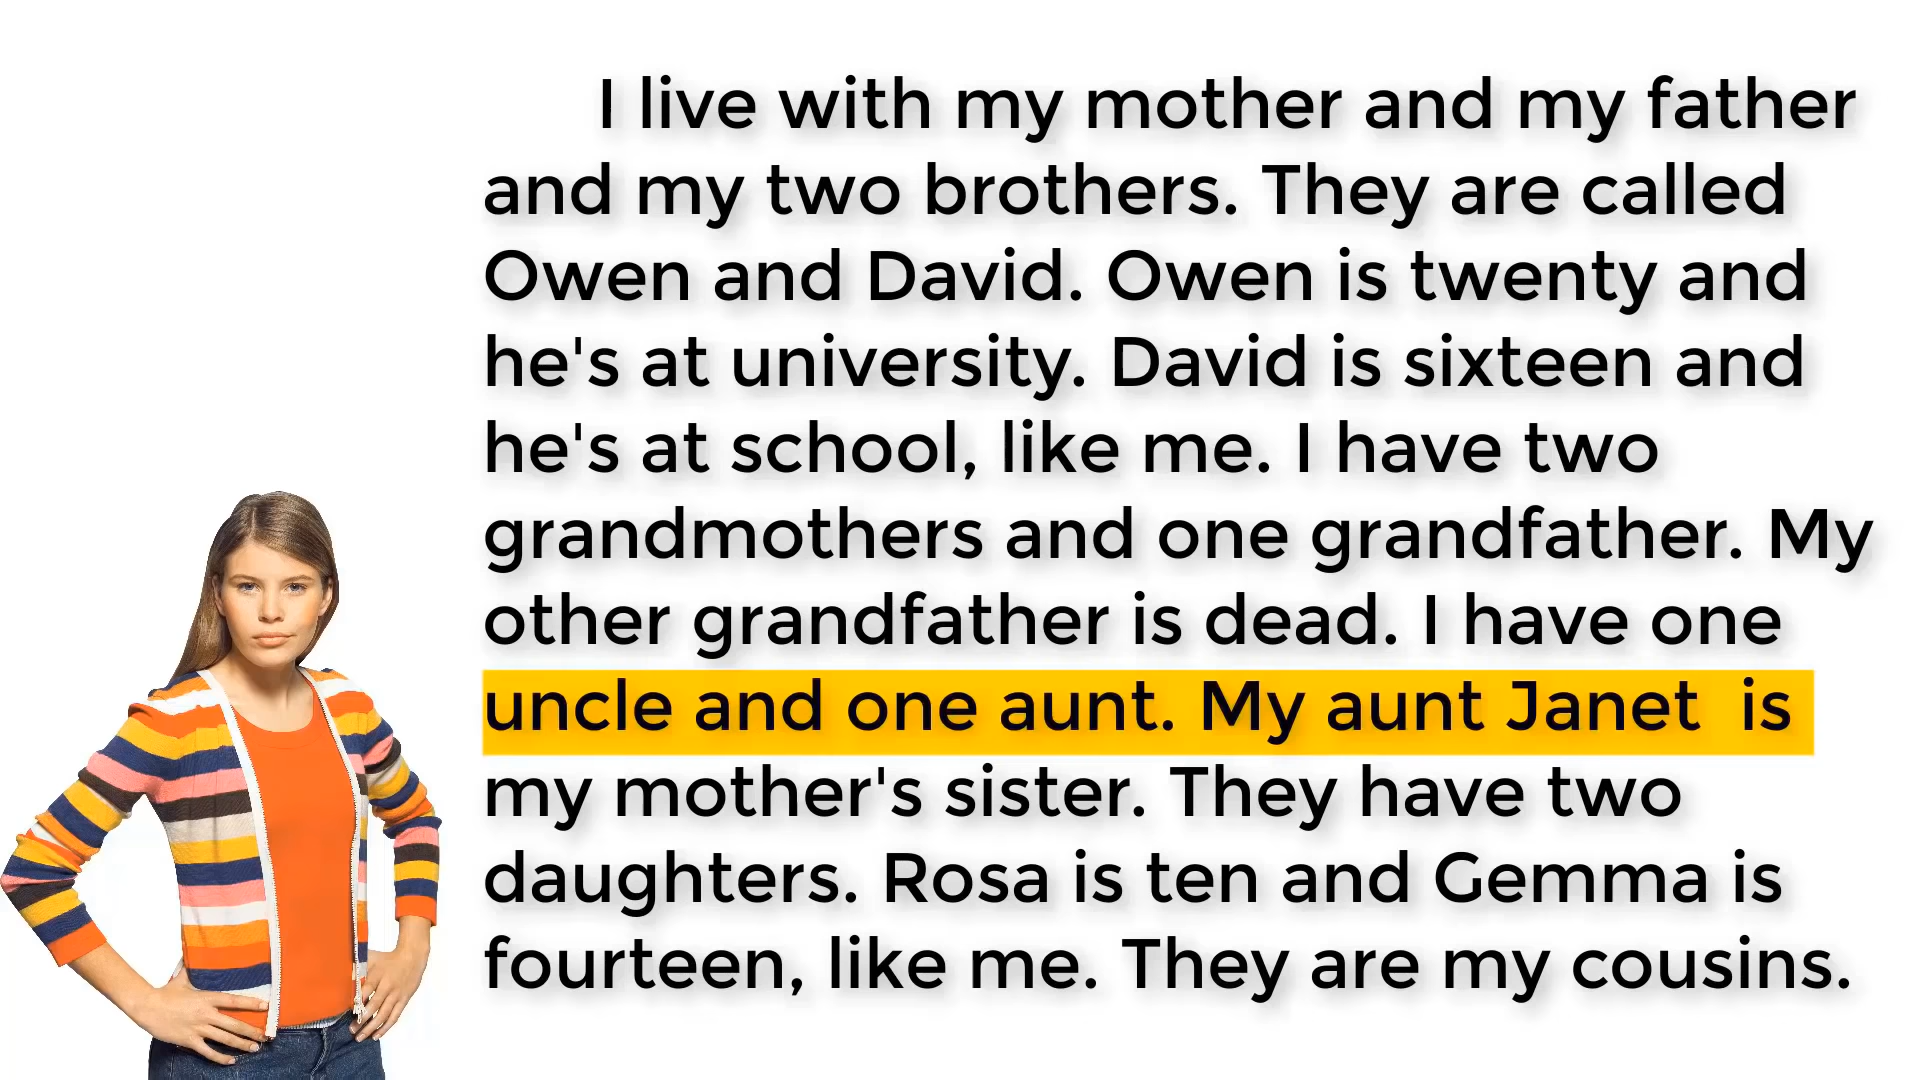 I live with my mother and my father
and my two brothers. They are called
Owen and David. Owen is twenty and
he's at university. David is sixteen and
he's at school, like me. I have two
grandmothers and one grandfather. My
other grandfather is dead. I have one
uncle and one aunt. My aunt Janet  is
my mother's sister. They have two
daughters. Rosa is ten and Gemma is
fourteen, like me. They are my cousins.